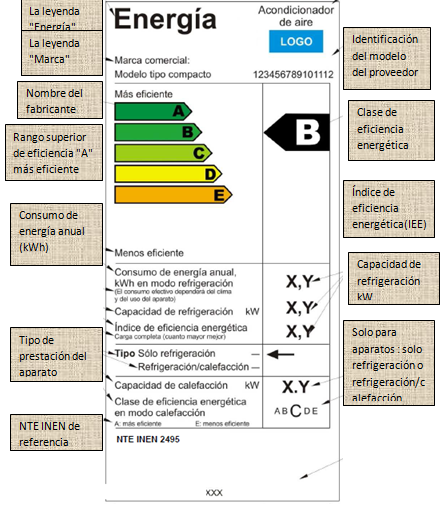 La leyenda
"Energía"
La leyenda
"Marca"
Nombre del
fabricante
Rango superior
de eficiencia "A"
más eficiente
Consumo de
energía anual
(kWh)
Tipo de
prestación del
aparato
NTE INEN de
referencia
Energía
Acondicionador
de aire
LOGO
Marca comercial:
Modelo tipo compacto 123456789101112
Más eficiente
A
B
C
D
E
B
Menos eficiente
Consumo de energía anual,
kWh en modo refrigeración
(El consumo efectivo dependerá del clima
y del uso del aparato)
X,Y
Capacidad de refrigeración kW X,Y
Índice de eficiencia energética
Carga completa (cuanto mayor mejor)
X,Y
Tipo Sólo refrigeración —
Refrigeración/calefacción —
Capacidad de calefacción kW X.Y
Clase de eficiencia energética
en modo calefacción
A: más eficiente E: menos eficiente
A B C D E
NTE INEN 2495
XXX
Identificación
del modelo
del proveedor
Clase de
eficiencia
energética
Índice de
eficiencia
energética(IEE)
Capacidad de
refrigeración
kW
Solo para
aparatos : solo
refrigeración o
refrigeración/c
alefacción